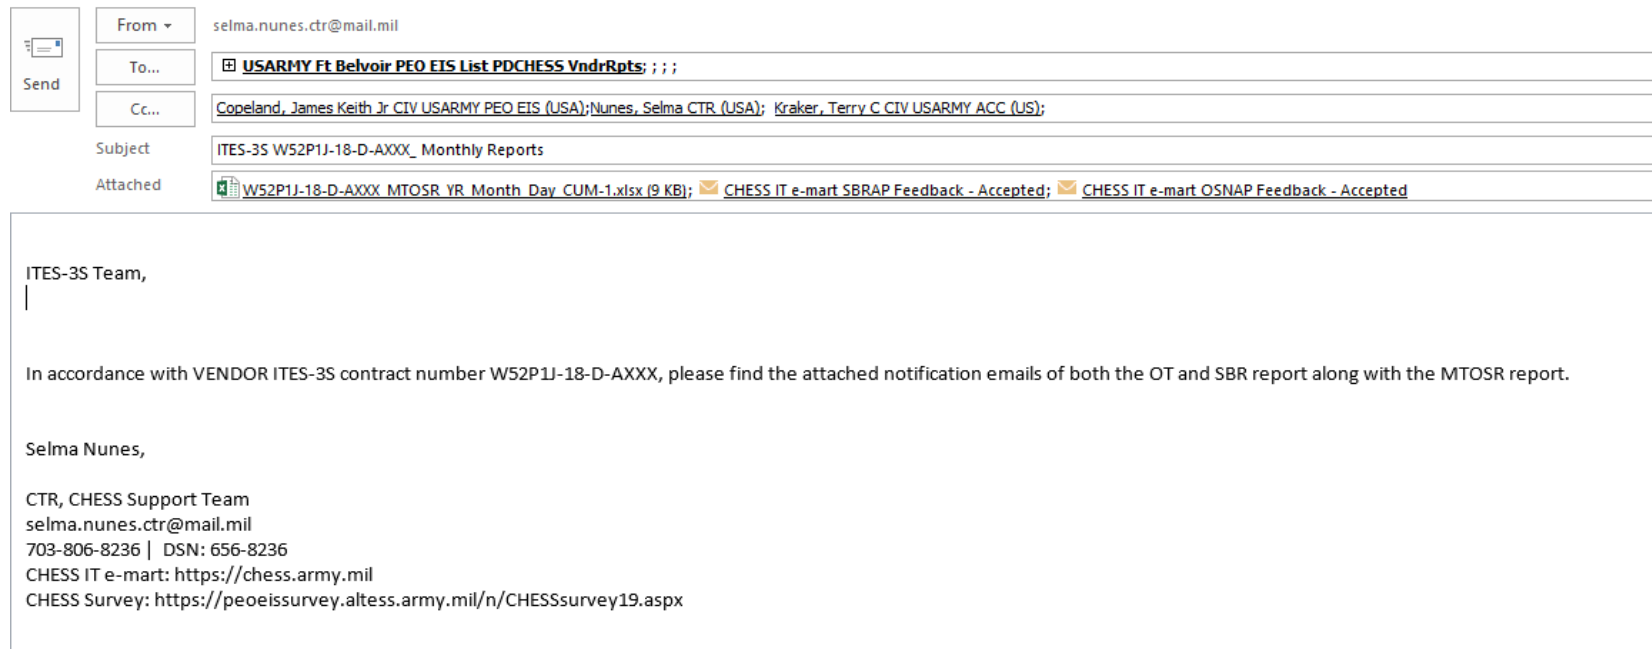 From
selma.nunes.ctr@mail.mil
Send
To...
USARMY Ft Belvoir PEO EIS List PDCHESS VndrRpts; ; ; ;
Cc...
Copeland, James Keith Jr CIV USARMY PEO EIS (USA);Nunes, Selma CTR (USA); Kraker, Terry C CIV USARMY ACC (US);
Subject
ITES-3S W52P1J-18-D-AXXX_ Monthly Reports
Attached
W52P1J-18-D-AXXX_MTOSR_YR_Month_Day_CUM-1.xlsx (9 KB); CHESS IT e-mart SBRAP Feedback - Accepted; CHESS IT e-mart OSNAP Feedback - Accepted
ITES-3S Team,
In accordance with VENDOR ITES-3S contract number W52P1J-18-D-AXXX, please find the attached notification emails of both the OT and SBR report along with the MTOSR report.
Selma Nunes,
CTR, CHESS Support Team
selma.nunes.ctr@mail.mil
703-806-8236 | DSN: 656-8236
CHESS IT e-mart: https://chess.army.mil
CHESS Survey: https://peoeissurvey.altess.army.mil/n/CHESSsurvey19.aspx